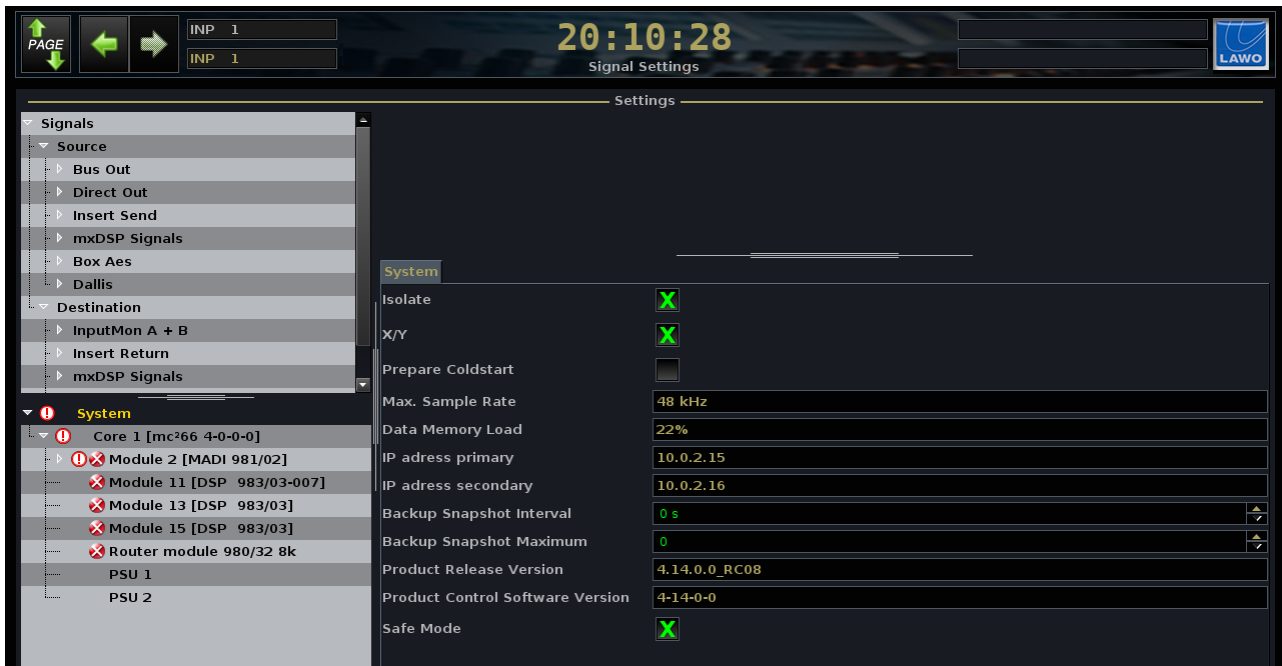 PAGE
INP 1
INP 1
20:10:28
Signal Settings
LAWO
Settings
Signals
Source
Bus Out
Direct Out
Insert Send
mxDSP Signals
Box Aes
Dallis
Destination
InputMon A + B
Insert Return
mxDSP Signals
System
Core 1 [mc²66 4-0-0-0]
Module 2 [MADI 981/02]
Module 11 [DSP 983/03-007]
Module 13 [DSP 983/03]
Module 15 [DSP 983/03]
Router module 980/32 8k
PSU 1
PSU 2
System
Isolate X
X/Y X
Prepare Coldstart
Max. Sample Rate 48 kHz
Data Memory Load 22%
IP adress primary 10.0.2.15
IP adress secondary 10.0.2.16
Backup Snapshot Interval 0 s
Backup Snapshot Maximum 0
Product Release Version 4.14.0.0_RC08
Product Control Software Version 4-14-0-0
Safe Mode X